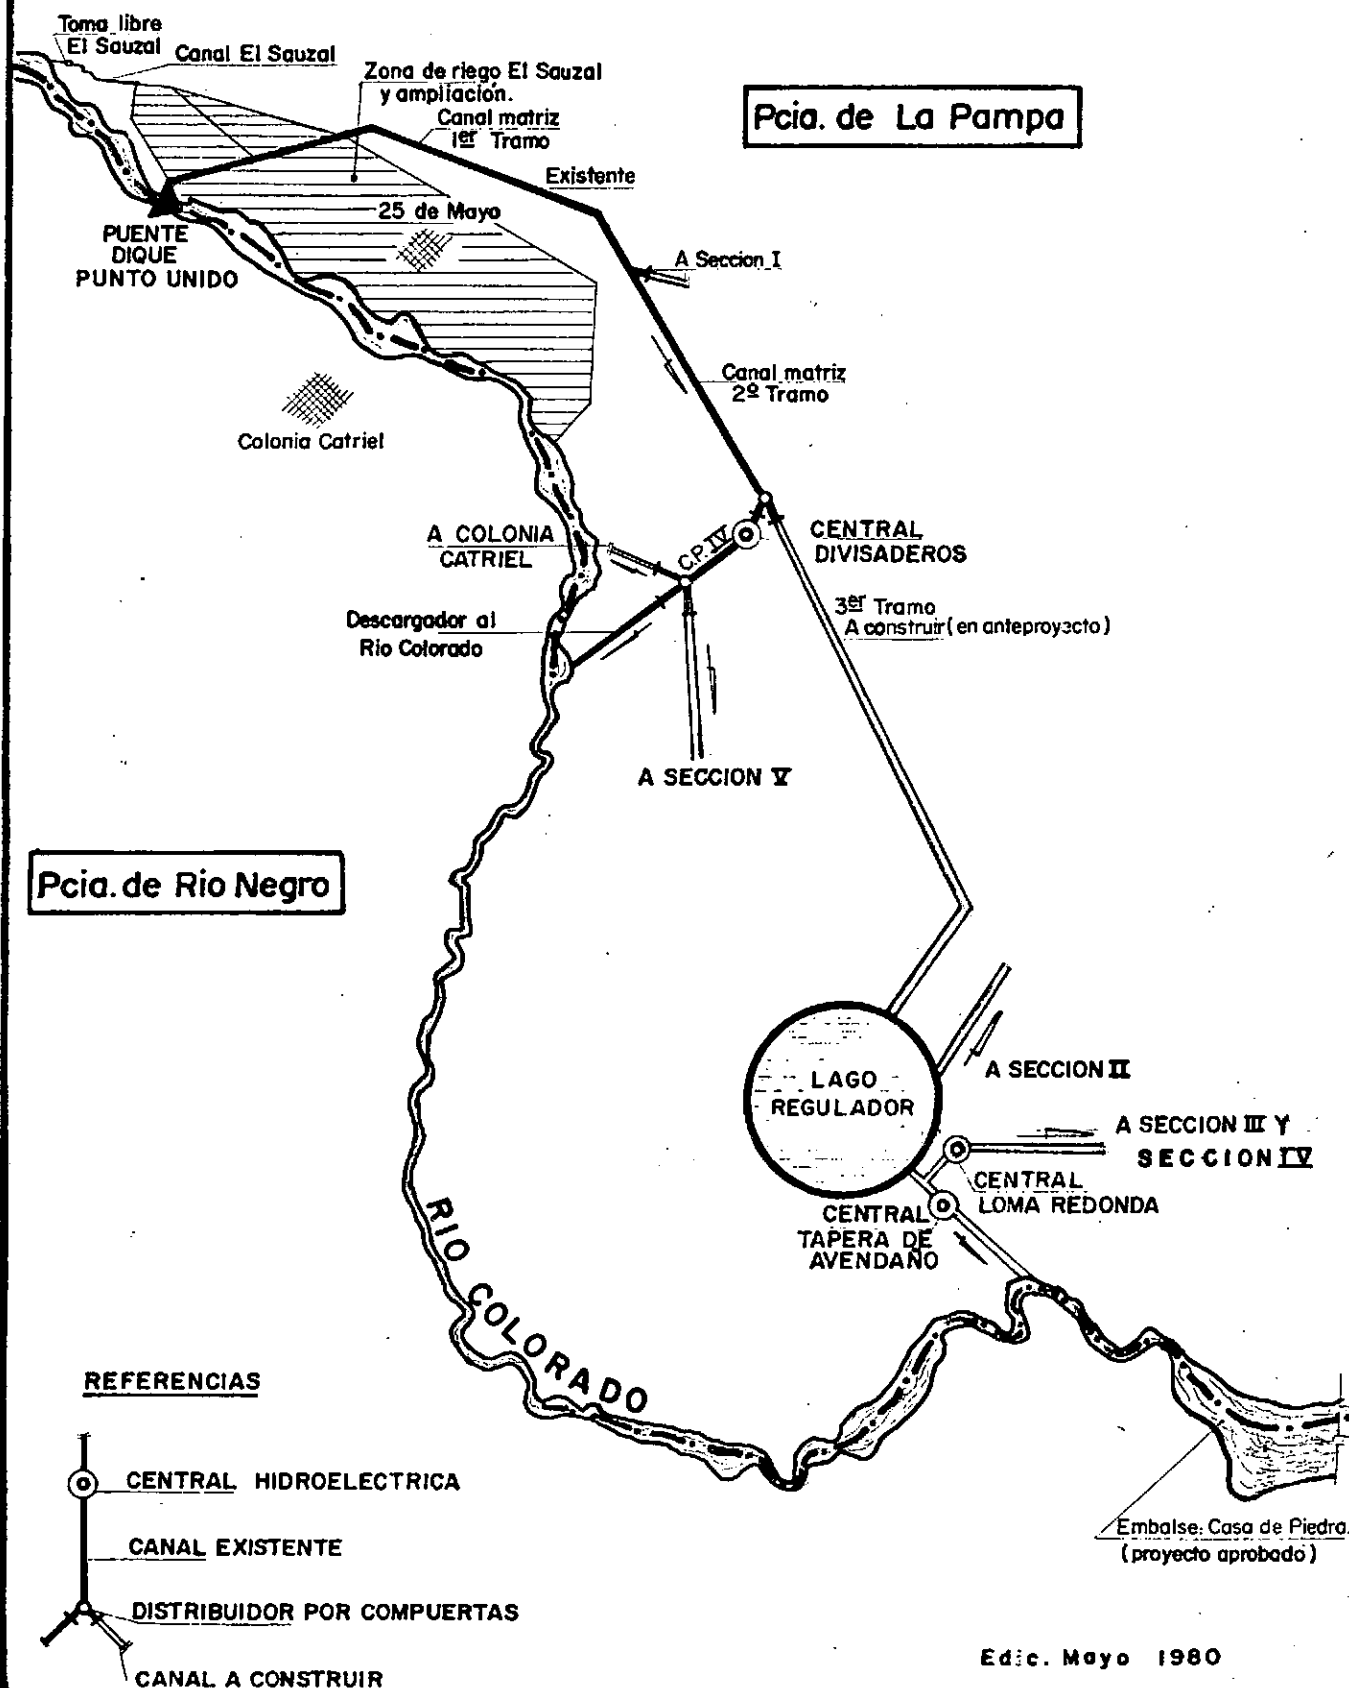 Toma libre
El Sauzal
Canal El Sauzal
Zona de riego El Sauzal
y ampliación.
Canal matriz
1er Tramo
Pcia. de La Pampa
Existente
25 de Mayo
PUENTE
DIQUE
PUNTO UNIDO
A Seccion I
Canal matriz
2º Tramo
Colonia Catriel
A COLONIA
CATRIEL
C.P. IV
CENTRAL
DIVISADEROS
Descargador al
Rio Colorado
3er Tramo
A construir (en anteproyecto)
A SECCION V
Pcia. de Rio Negro
LAGO
REGULADOR
A SECCION II
A SECCION III Y
SECCION IV
CENTRAL
LOMA REDONDA
CENTRAL
TAPERA DE
AVENDAÑO
RIO COLORADO
REFERENCIAS
CENTRAL HIDROELECTRICA
CANAL EXISTENTE
DISTRIBUIDOR POR COMPUERTAS
CANAL A CONSTRUIR
Embalse: Casa de Piedra.
(proyecto aprobado)
Edic. Mayo 1980